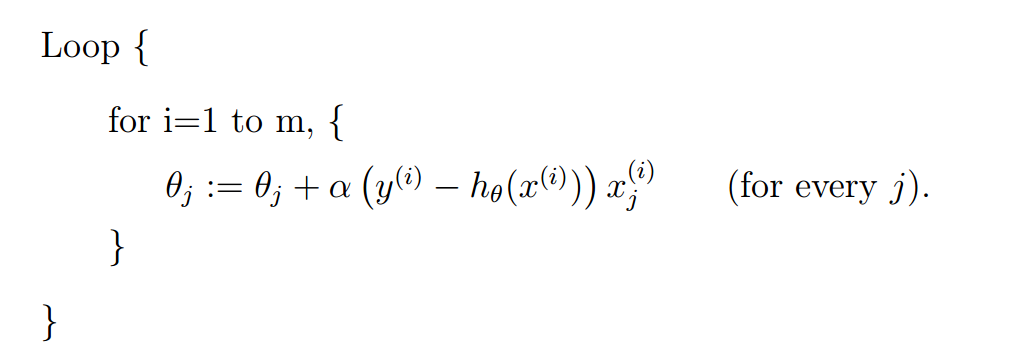 Loop {
for i=1 to m, {
θ_j := θ_j + α (y^{(i)} − h_θ(x^{(i)})) x_j^{(i)} (for every j).
}
}